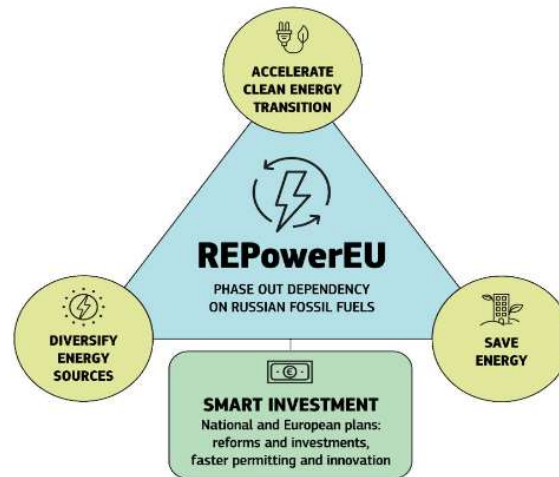 ACCELERATE
CLEAN ENERGY
TRANSITION
REPowerEU
PHASE OUT DEPENDENCY
ON RUSSIAN FOSSIL FUELS
DIVERSIFY
ENERGY
SOURCES
SAVE
ENERGY
€
SMART INVESTMENT
National and European plans:
reforms and investments,
faster permitting and innovation